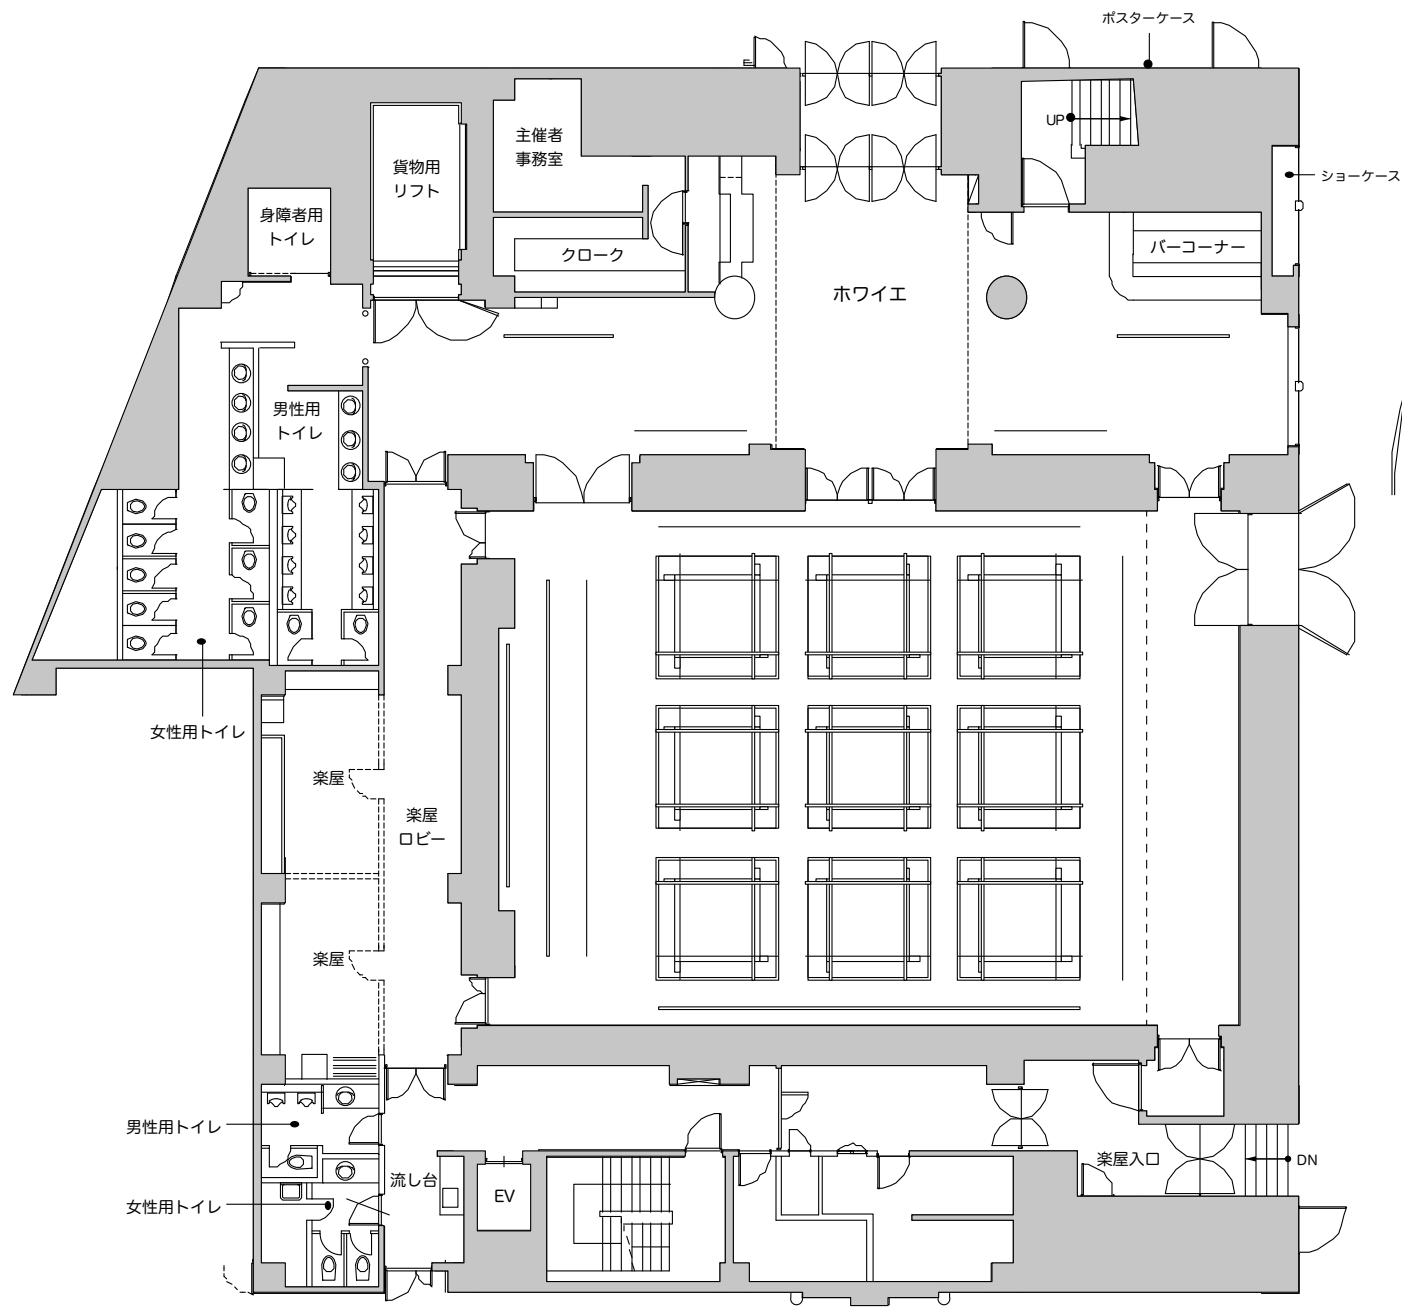 ポスターケース
主催者
事務室
UP
貨物用
リフト
ショーケース
身障者用
トイレ
クローク
バーコーナー
ホワイエ
男性用
トイレ
女性用トイレ
楽屋
楽屋
ロビー
楽屋
男性用トイレ
楽屋入口
DN
流し台
EV
女性用トイレ